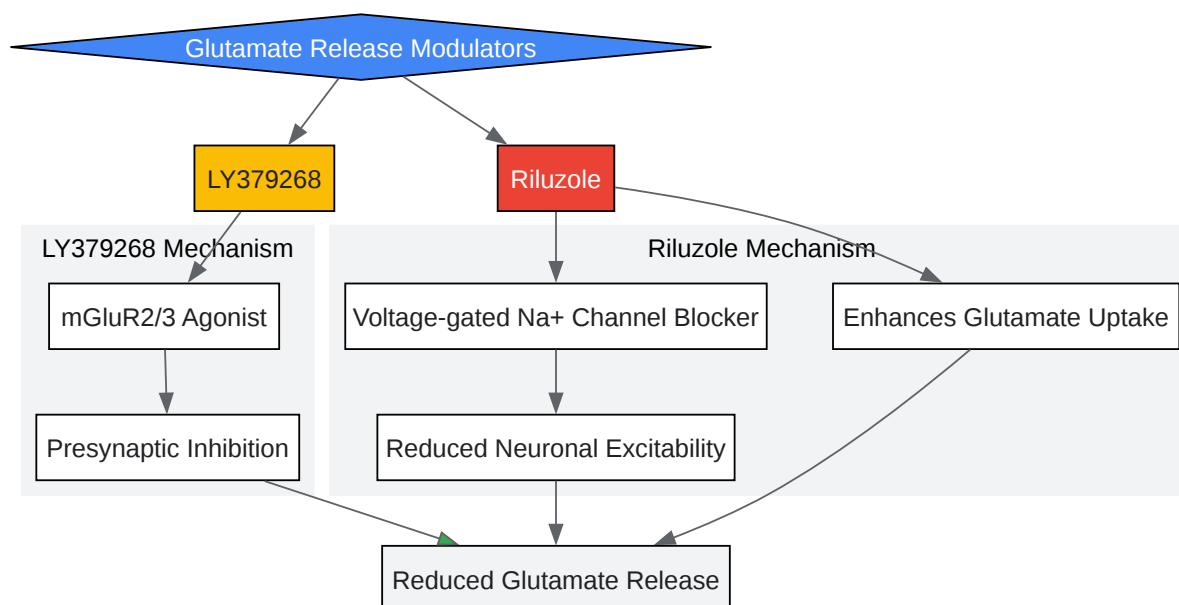 Glutamate Release Modulators
LY379268
Riluzole
LY379268 Mechanism
Riluzole Mechanism
mGluR2/3 Agonist
Voltage-gated Na+ Channel Blocker
Enhances Glutamate Uptake
Presynaptic Inhibition
Reduced Neuronal Excitability
Reduced Glutamate Release